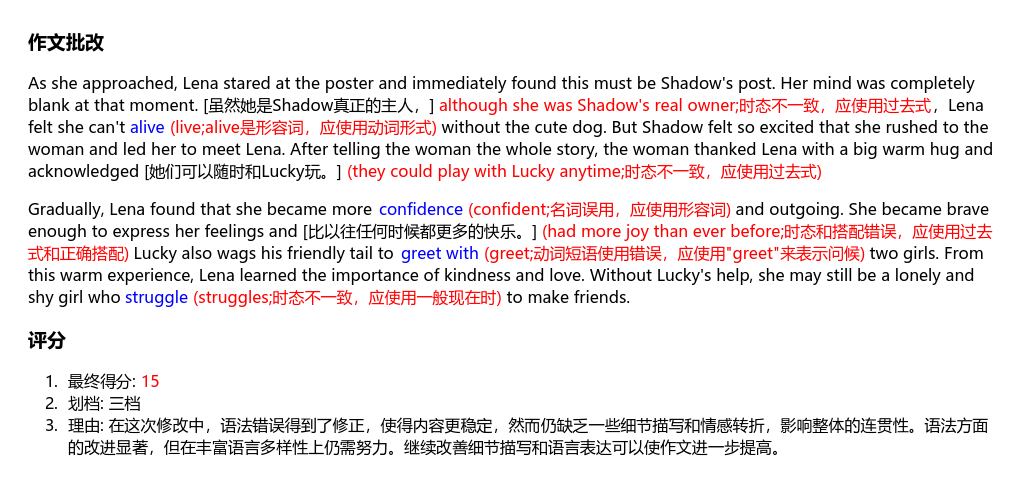 作文批改
As she approached, Lena stared at the poster and immediately found this must be Shadow's post. Her mind was completely
blank at that moment. [虽然她是Shadow真正的主人，] although she was Shadow's real owner;时态不一致，应使用过去式，Lena
felt she can't alive (live;alive是形容词，应使用动词形式) without the cute dog. But Shadow felt so excited that she rushed to the
woman and led her to meet Lena. After telling the woman the whole story, the woman thanked Lena with a big warm hug and
acknowledged [她们可以随时和Lucky玩。] (they could play with Lucky anytime;时态不一致，应使用过去式)
Gradually, Lena found that she became more confidence (confident;名词误用，应使用形容词) and outgoing. She became brave
enough to express her feelings and [比以往任何时候都更多的快乐。] (had more joy than ever before;时态和搭配错误，应使用过去
式和正确搭配) Lucky also wags his friendly tail to greet with (greet;动词短语使用错误，应使用"greet"来表示问候) two girls. From
this warm experience, Lena learned the importance of kindness and love. Without Lucky's help, she may still be a lonely and
shy girl who struggle (struggles;时态不一致，应使用一般现在时) to make friends.
评分
1. 最终得分: 15
2. 划档: 三档
3. 理由: 在这次修改中，语法错误得到了修正，使得内容更稳定，然而仍缺乏一些细节描写和情感转折，影响整体的连贯性。语法方面
的改进显著，但在丰富语言多样性上仍需努力。继续改善细节描写和语言表达可以使作文进一步提高。